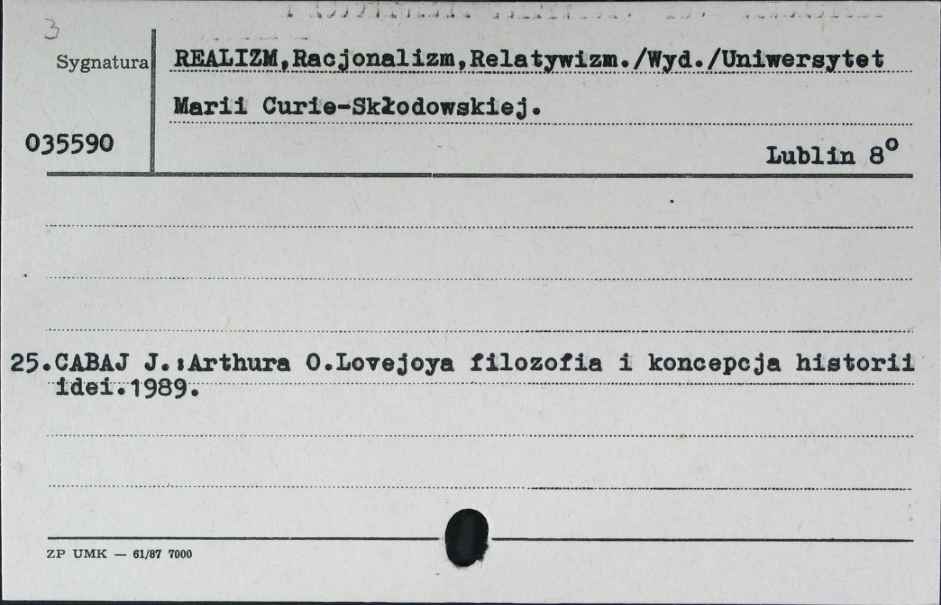 3
Sygnatura
REALIZM,Racjonalizm,Relatywizm./Wyd./Uniwersytet
Marii Curie-Skłodowskiej.
035590
Lublin 8º
25.CABAJ J.:Arthura O.Lovejoya filozofia i koncepcja historii
idei.1989.
ZP UMK — 61/87 7000